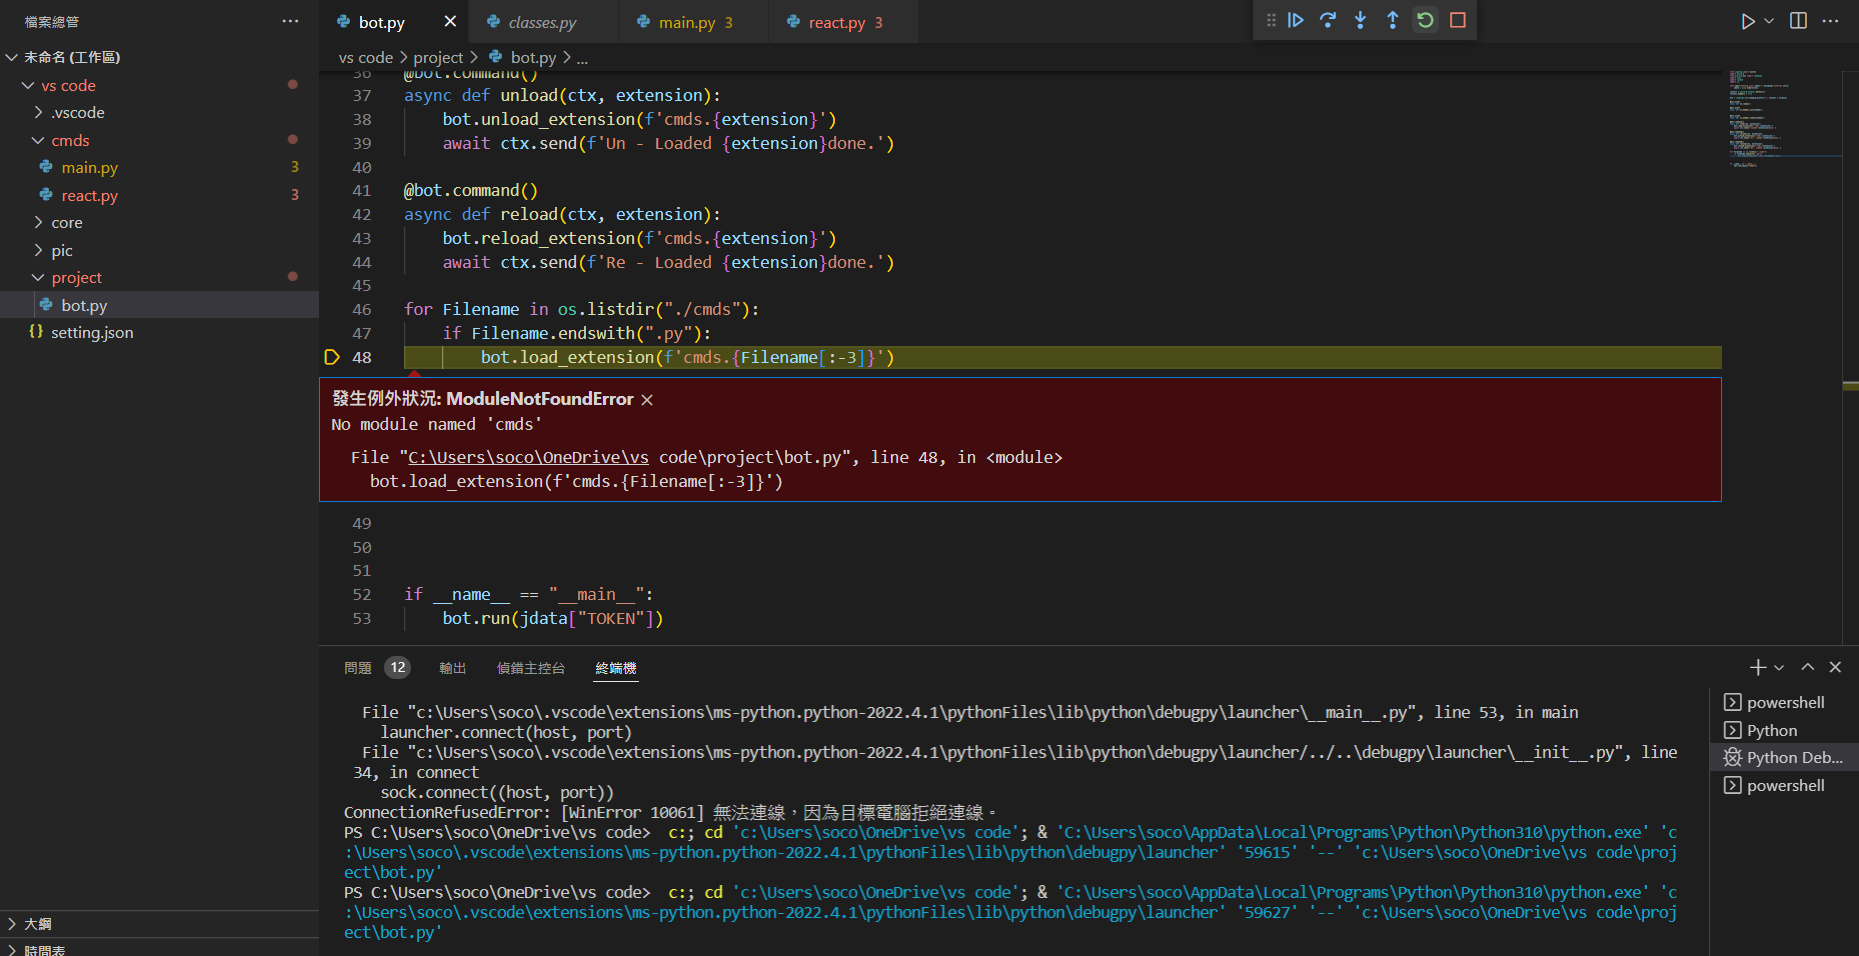 檔案總管
未命名 (工作區)
vs code
.vscode
cmds
main.py 3
react.py 3
core
pic
project
bot.py
{} setting.json
大綱
時間表
bot.py
classes.py
main.py 3
react.py 3
vs code > project > bot.py > ...
36 @bot.command()
37 async def unload(ctx, extension):
38 bot.unload_extension(f'cmds.{extension}')
39 await ctx.send(f'Un - Loaded {extension}done.')
40
41 @bot.command()
42 async def reload(ctx, extension):
43 bot.reload_extension(f'cmds.{extension}')
44 await ctx.send(f'Re - Loaded {extension}done.')
45
46 for Filename in os.listdir("./cmds"):
47 if Filename.endswith(".py"):
48 bot.load_extension(f'cmds.{Filename[:-3]}')
發生例外狀況: ModuleNotFoundError
No module named 'cmds'
File "C:\Users\soco\OneDrive\vs code\project\bot.py", line 48, in <module>
bot.load_extension(f'cmds.{Filename[:-3]}')
49
50
51
52 if __name__ == "__main__":
53 bot.run(jdata["TOKEN"])
問題 12 輸出 偵錯主控台 終端機
File "c:\Users\soco\.vscode\extensions\ms-python.python-2022.4.1\pythonFiles\lib\python\debugpy\launcher\__main__.py", line 53, in main
launcher.connect(host, port)
File "c:\Users\soco\.vscode\extensions\ms-python.python-2022.4.1\pythonFiles\lib\python\debugpy\launcher/../..\debugpy\launcher\__init__.py", line
34, in connect
sock.connect((host, port))
ConnectionRefusedError: [WinError 10061] 無法連線，因為目標電腦拒絕連線。
PS C:\Users\soco\OneDrive\vs code> c:; cd 'c:\Users\soco\OneDrive\vs code'; & 'C:\Users\soco\AppData\Local\Programs\Python\Python310\python.exe' 'c
:\Users\soco\.vscode\extensions\ms-python.python-2022.4.1\pythonFiles\lib\python\debugpy\launcher' '59615' '--' 'c:\Users\soco\OneDrive\vs code\proj
ect\bot.py'
PS C:\Users\soco\OneDrive\vs code> c:; cd 'c:\Users\soco\OneDrive\vs code'; & 'C:\Users\soco\AppData\Local\Programs\Python\Python310\python.exe' 'c
:\Users\soco\.vscode\extensions\ms-python.python-2022.4.1\pythonFiles\lib\python\debugpy\launcher' '59627' '--' 'c:\Users\soco\OneDrive\vs code\proj
ect\bot.py'
powershell
Python
Python Deb...
powershell